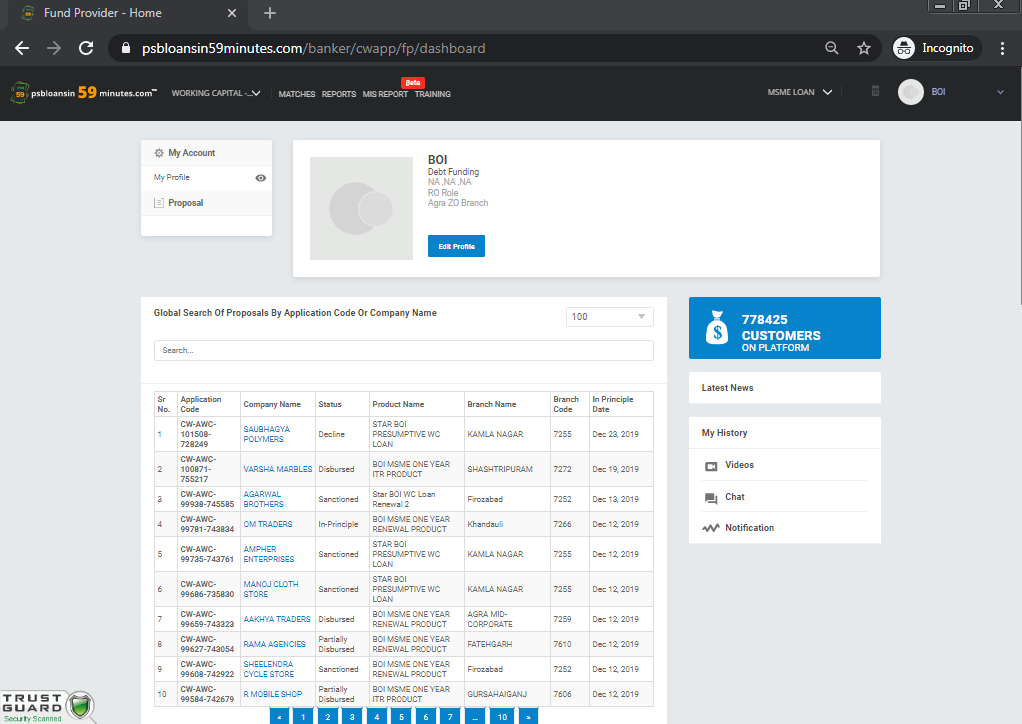 Fund Provider - Home
psbloansin59minutes.com/banker/cwapp/fp/dashboard
Incognito
psbloansin 59 minutes.com
WORKING CAPITAL -...
MATCHES
REPORTS
MIS REPORT
Beta
TRAINING
MSME LOAN
BOI
My Account
My Profile
Proposal
BOI
Debt Funding
NA ,NA ,NA
RO Role
Agra ZO Branch
Edit Profile
Global Search Of Proposals By Application Code Or Company Name
100
Search...
Sr No. Application Code Company Name Status Product Name Branch Name Branch Code In Principle Date
1 CW-AWC-101508-728249 SAUBHAGYA POLYMERS Decline STAR BOI PRESUMPTIVE WC LOAN KAMLA NAGAR 7255 Dec 23, 2019
2 CW-AWC-100871-755217 VARSHA MARBLES Disbursed BOI MSME ONE YEAR ITR PRODUCT SHASHTRIPURAM 7272 Dec 19, 2019
3 CW-AWC-99938-745585 AGARWAL BROTHERS Sanctioned Star BOI WC Loan Renewal 2 Firozabad 7252 Dec 13, 2019
4 CW-AWC-99781-743834 OM TRADERS In-Principle BOI MSME ONE YEAR RENEWAL PRODUCT Khandauli 7266 Dec 12, 2019
5 CW-AWC-99735-743761 AMPHER ENTERPRISES Sanctioned STAR BOI PRESUMPTIVE WC LOAN KAMLA NAGAR 7255 Dec 12, 2019
6 CW-AWC-99686-735830 MANOJ CLOTH STORE Sanctioned STAR BOI PRESUMPTIVE WC LOAN KAMLA NAGAR 7255 Dec 12, 2019
7 CW-AWC-99659-743323 AAKHYA TRADERS Disbursed BOI MSME ONE YEAR RENEWAL PRODUCT AGRA MID-CORPORATE 7259 Dec 12, 2019
8 CW-AWC-99627-743054 RAMA AGENCIES Partially Disbursed BOI MSME ONE YEAR RENEWAL PRODUCT FATEHGARH 7610 Dec 12, 2019
9 CW-AWC-99608-742922 SHEELENDRA CYCLE STORE Sanctioned BOI MSME ONE YEAR RENEWAL PRODUCT Firozabad 7252 Dec 12, 2019
10 CW-AWC-99584-742679 R.MOBILE SHOP Partially Disbursed BOI MSME ONE YEAR ITR PRODUCT GURSAHAIGANJ 7606 Dec 12, 2019
« 1 2 3 4 5 6 7 ... 10 »
778425
CUSTOMERS
ON PLATFORM
Latest News
My History
Videos
Chat
Notification
TRUST
GUARD
Security Scanned